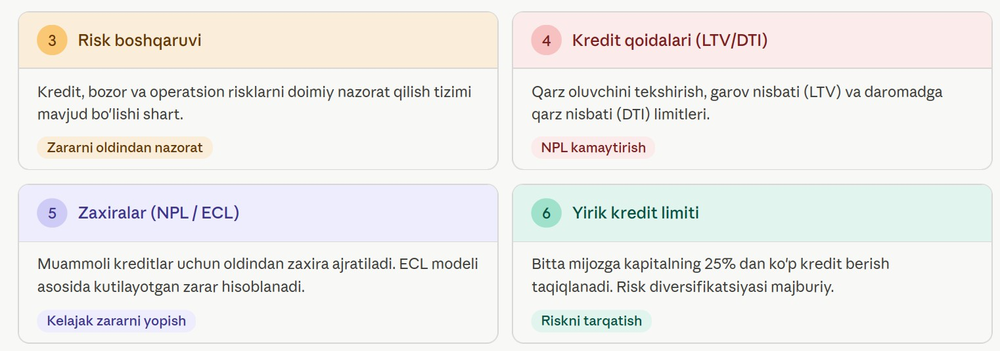 3 Risk boshqaruvi
Kredit, bozor va operatsion risklarni doimiy nazorat qilish tizimi
mavjud bo'lishi shart.
Zararni oldindan nazorat
4 Kredit qoidalari (LTV/DTI)
Qarz oluvchini tekshirish, garov nisbati (LTV) va daromadga
qarz nisbati (DTI) limitleri.
NPL kamaytirish
5 Zaxiralar (NPL / ECL)
Muammoli kreditlar uchun oldindan zaxira ajratiladi. ECL modeli
asosida kutilayotgan zarar hisoblanadi.
Kelajak zararni yopish
6 Yirik kredit limiti
Bitta mijozga kapitalning 25% dan ko'p kredit berish
taqiqlanadi. Risk diversifikatsiyasi majburiy.
Riskni tarqatish